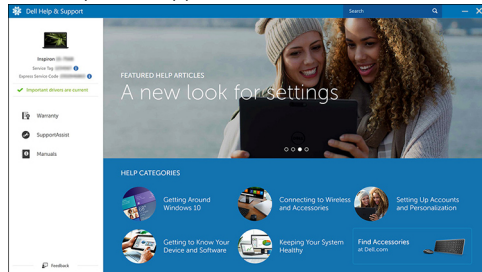 Dell Help & Support
Search
Inspiron
Service Tag
Express Service Code
Important drivers are current
Warranty
SupportAssist
Manuals
Feedback
FEATURED HELP ARTICLES
A new look for settings
HELP CATEGORIES
Getting Around
Windows 10
Connecting to Wireless
and Accessories
Setting Up Accounts
and Personalization
Getting to Know Your
Device and Software
Keeping Your System
Healthy
Find Accessories
at Dell.com